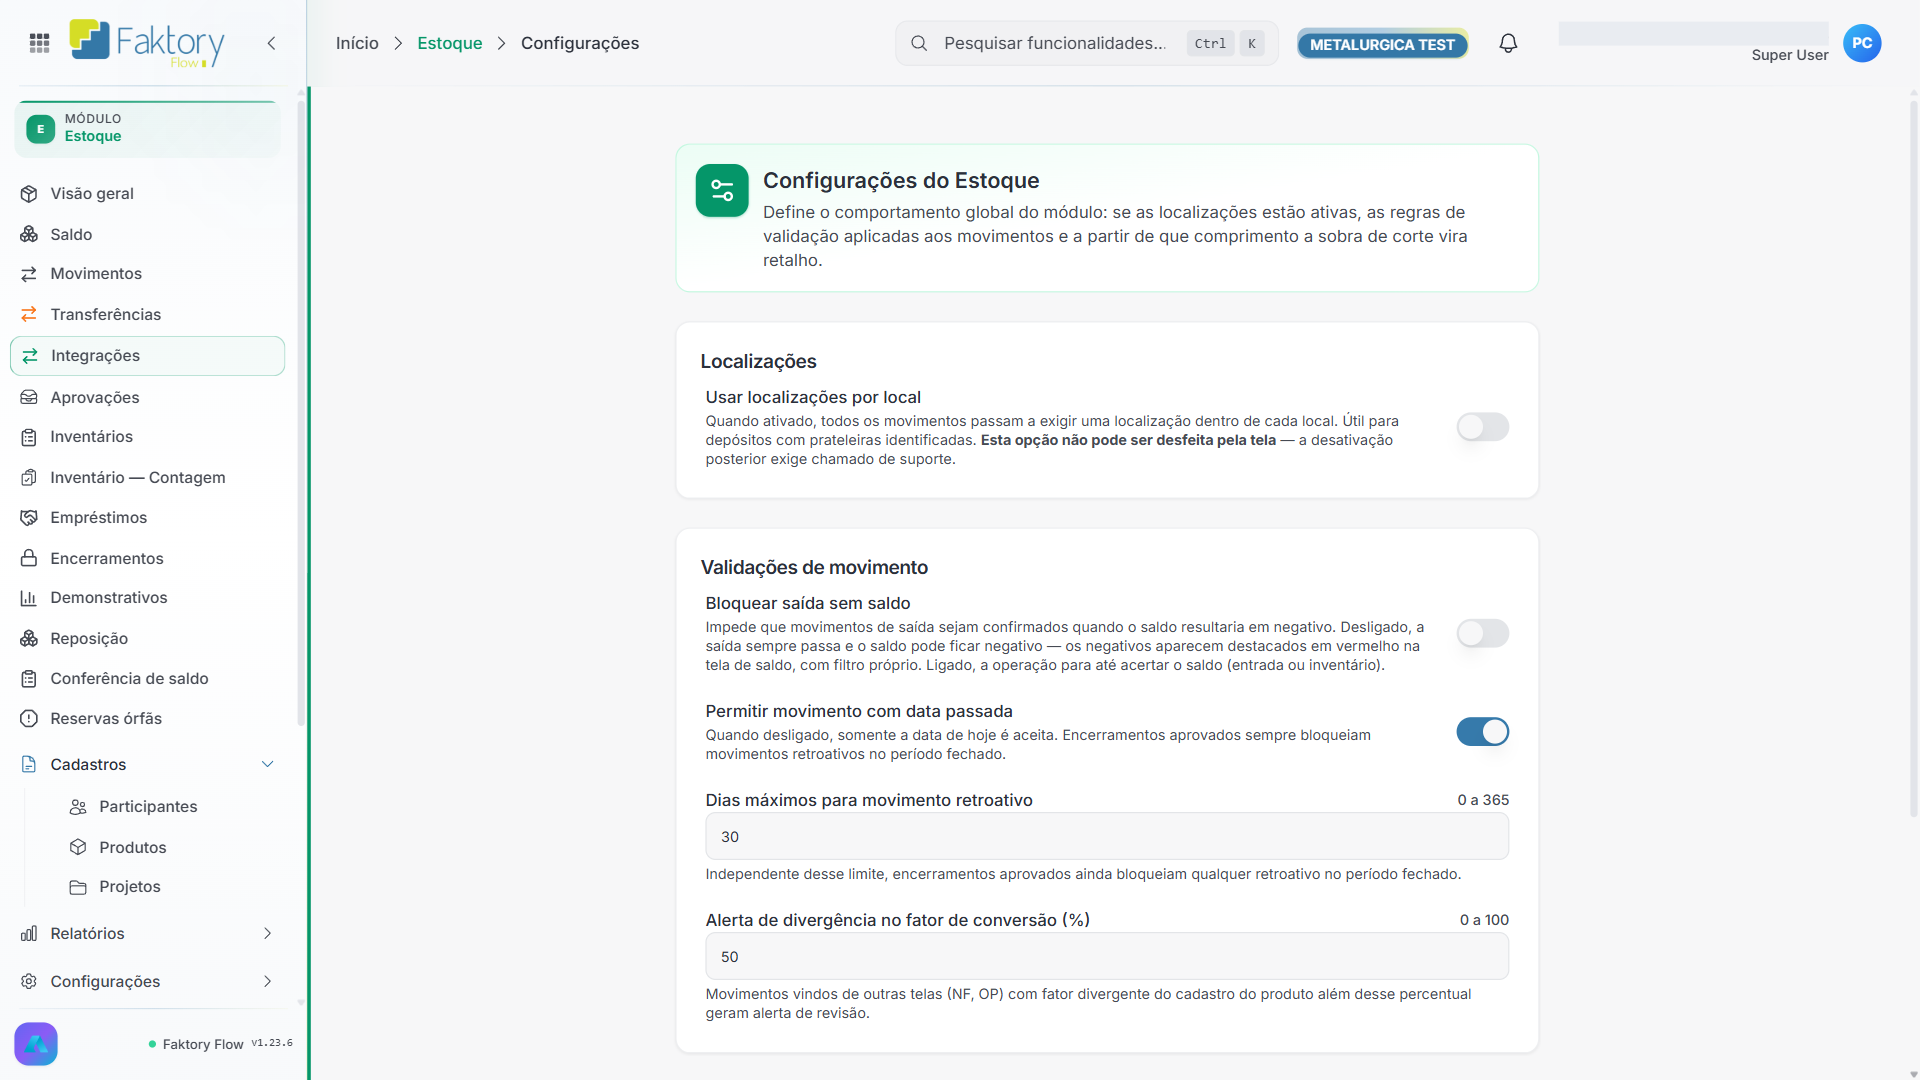 Faktory
Flow
Início
Estoque
Configurações
Pesquisar funcionalidades...
Ctrl
K
METALURGICA TEST
Super User
PC
E
MÓDULO
Estoque
Visão geral
Saldo
Movimentos
Transferências
Integrações
Aprovações
Inventários
Inventário — Contagem
Empréstimos
Encerramentos
Demonstrativos
Reposição
Conferência de saldo
Reservas órfãs
Cadastros
Participantes
Produtos
Projetos
Relatórios
Configurações
Faktory Flow v1.23.6
Configurações do Estoque
Define o comportamento global do módulo: se as localizações estão ativas, as regras de
validação aplicadas aos movimentos e a partir de que comprimento a sobra de corte vira
retalho.
Localizações
Usar localizações por local
Quando ativado, todos os movimentos passam a exigir uma localização dentro de cada local. Útil para
depósitos com prateleiras identificadas. Esta opção não pode ser desfeita pela tela — a desativação
posterior exige chamado de suporte.
Validações de movimento
Bloquear saída sem saldo
Impede que movimentos de saída sejam confirmados quando o saldo resultaria em negativo. Desligado, a
saída sempre passa e o saldo pode ficar negativo — os negativos aparecem destacados em vermelho na
tela de saldo, com filtro próprio. Ligado, a operação para até acertar o saldo (entrada ou inventário).
Permitir movimento com data passada
Quando desligado, somente a data de hoje é aceita. Encerramentos aprovados sempre bloqueiam
movimentos retroativos no período fechado.
Dias máximos para movimento retroativo
0 a 365
30
Independente desse limite, encerramentos aprovados ainda bloqueiam qualquer retroativo no período fechado.
Alerta de divergência no fator de conversão (%)
0 a 100
50
Movimentos vindos de outras telas (NF, OP) com fator divergente do cadastro do produto além desse percentual
geram alerta de revisão.